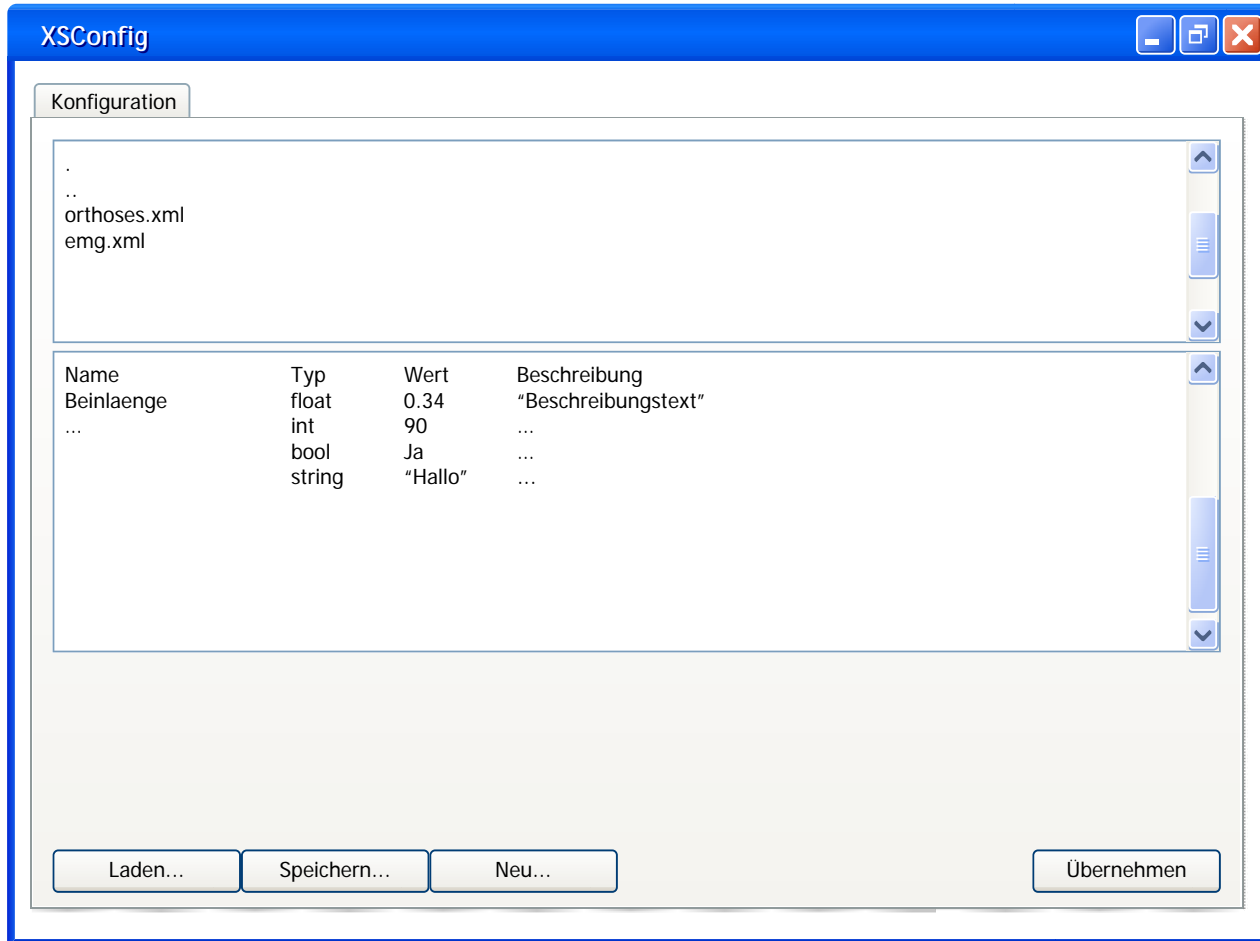 XSConfig
Konfiguration
.
..
orthoses.xml
emg.xml
Name Typ Wert Beschreibung
Beinlaenge float 0.34 “Beschreibungstext”
... int 90 ...
bool Ja ...
string “Hallo” ...
Laden... Speichern... Neu... Übernehmen